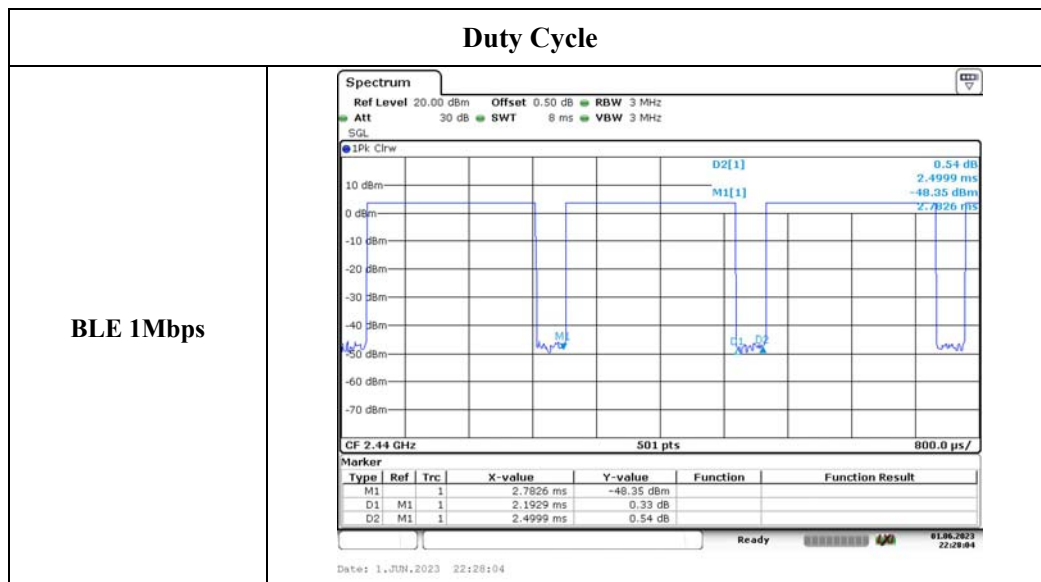 Duty Cycle
BLE 1Mbps
Spectrum
Ref Level 20.00 dBm Offset 0.50 dB RBW 3 MHz
Att 30 dB SWT 8 ms VBW 3 MHz
SGL
1Pk Clrw
D2[1] 0.54 dB
2.4999 ms
10 dBm
M1[1] -48.35 dBm
2.7826 ms
0 dBm
-10 dBm
-20 dBm
-30 dBm
-40 dBm
M1 D1 D2
-50 dBm
-60 dBm
-70 dBm
CF 2.44 GHz 501 pts 800.0 µs/
Marker
Type Ref Trc X-value Y-value Function Function Result
M1 1 2.7826 ms -48.35 dBm
D1 M1 1 2.1929 ms 0.33 dB
D2 M1 1 2.4999 ms 0.54 dB
Ready 01.06.2023
22:28:04
Date: 1.JUN.2023 22:28:04